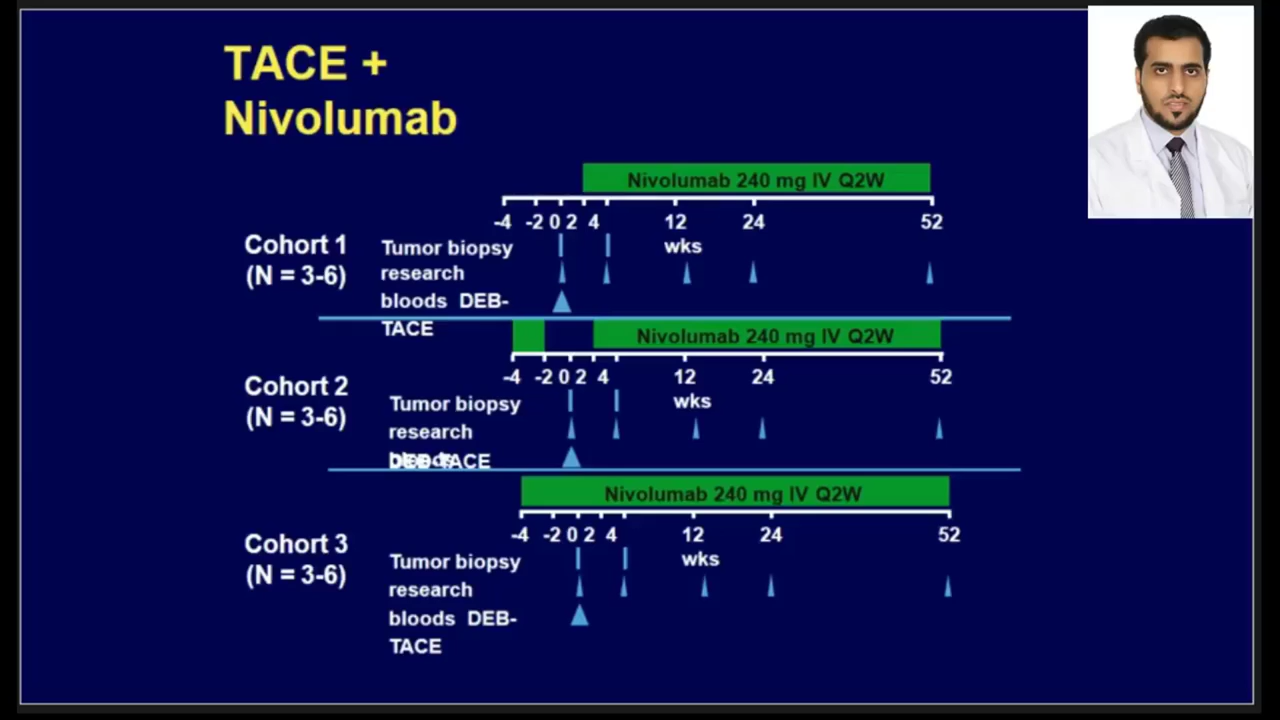 TACE +
Nivolumab
Nivolumab 240 mg IV Q2W
-4 -2 0 2 4 12 24 52
Cohort 1
(N = 3-6)
Tumor biopsy
research
bloods DEB-
TACE
wks
Nivolumab 240 mg IV Q2W
-4 -2 0 2 4 12 24 52
Cohort 2
(N = 3-6)
Tumor biopsy
research
bloods
DEB-TACE
wks
Nivolumab 240 mg IV Q2W
-4 -2 0 2 4 12 24 52
Cohort 3
(N = 3-6)
Tumor biopsy
research
bloods DEB-
TACE
wks